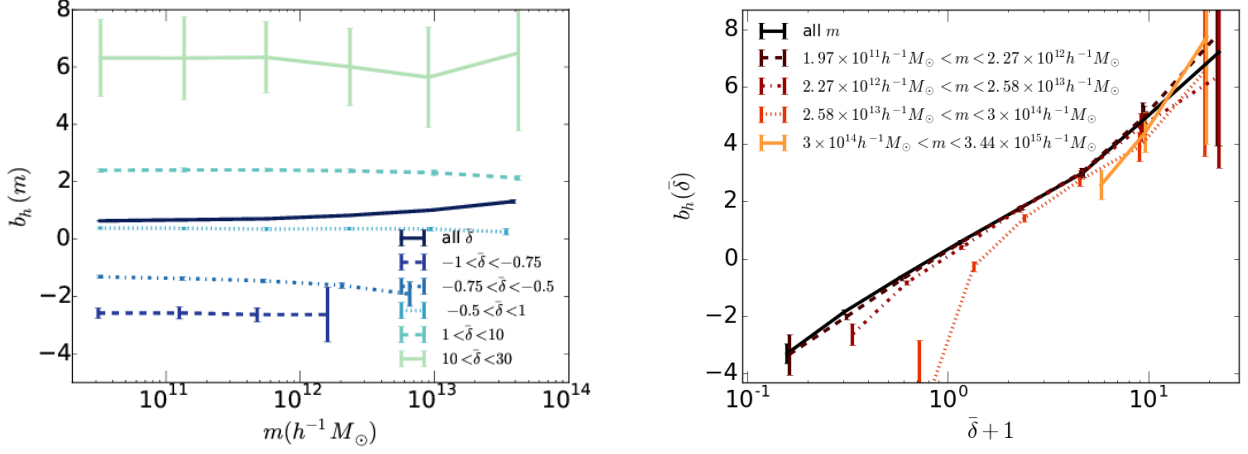 8
6
4
2
0
−2
−4
b_h(m)
all δ̄
−1<δ̄<−0.75
−0.75<δ̄<−0.5
−0.5<δ̄<1
1<δ̄<10
10<δ̄<30
10^11
10^12
10^13
10^14
m(h^−1 M_⊙)
8
6
4
2
0
−2
−4
b_h(δ̄)
all m
1.97×10^11 h^−1 M_⊙ < m < 2.27×10^12 h^−1 M_⊙
2.27×10^12 h^−1 M_⊙ < m < 2.58×10^13 h^−1 M_⊙
2.58×10^13 h^−1 M_⊙ < m < 3×10^14 h^−1 M_⊙
3×10^14 h^−1 M_⊙ < m < 3.44×10^15 h^−1 M_⊙
10^−1
10^0
10^1
δ̄+1